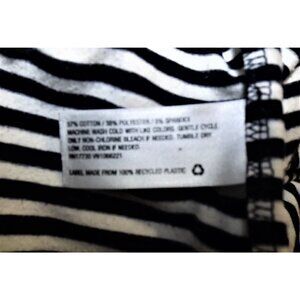 57% COTTON / 38% POLYESTER / 5% SPANDEX
MACHINE WASH COLD WITH LIKE COLORS. GENTLE CYCLE.
ONLY NON-CHLORINE BLEACH IF NEEDED. TUMBLE DRY
LOW. COOL IRON IF NEEDED.
LABEL MADE FROM 100% RECYCLED PLASTIC